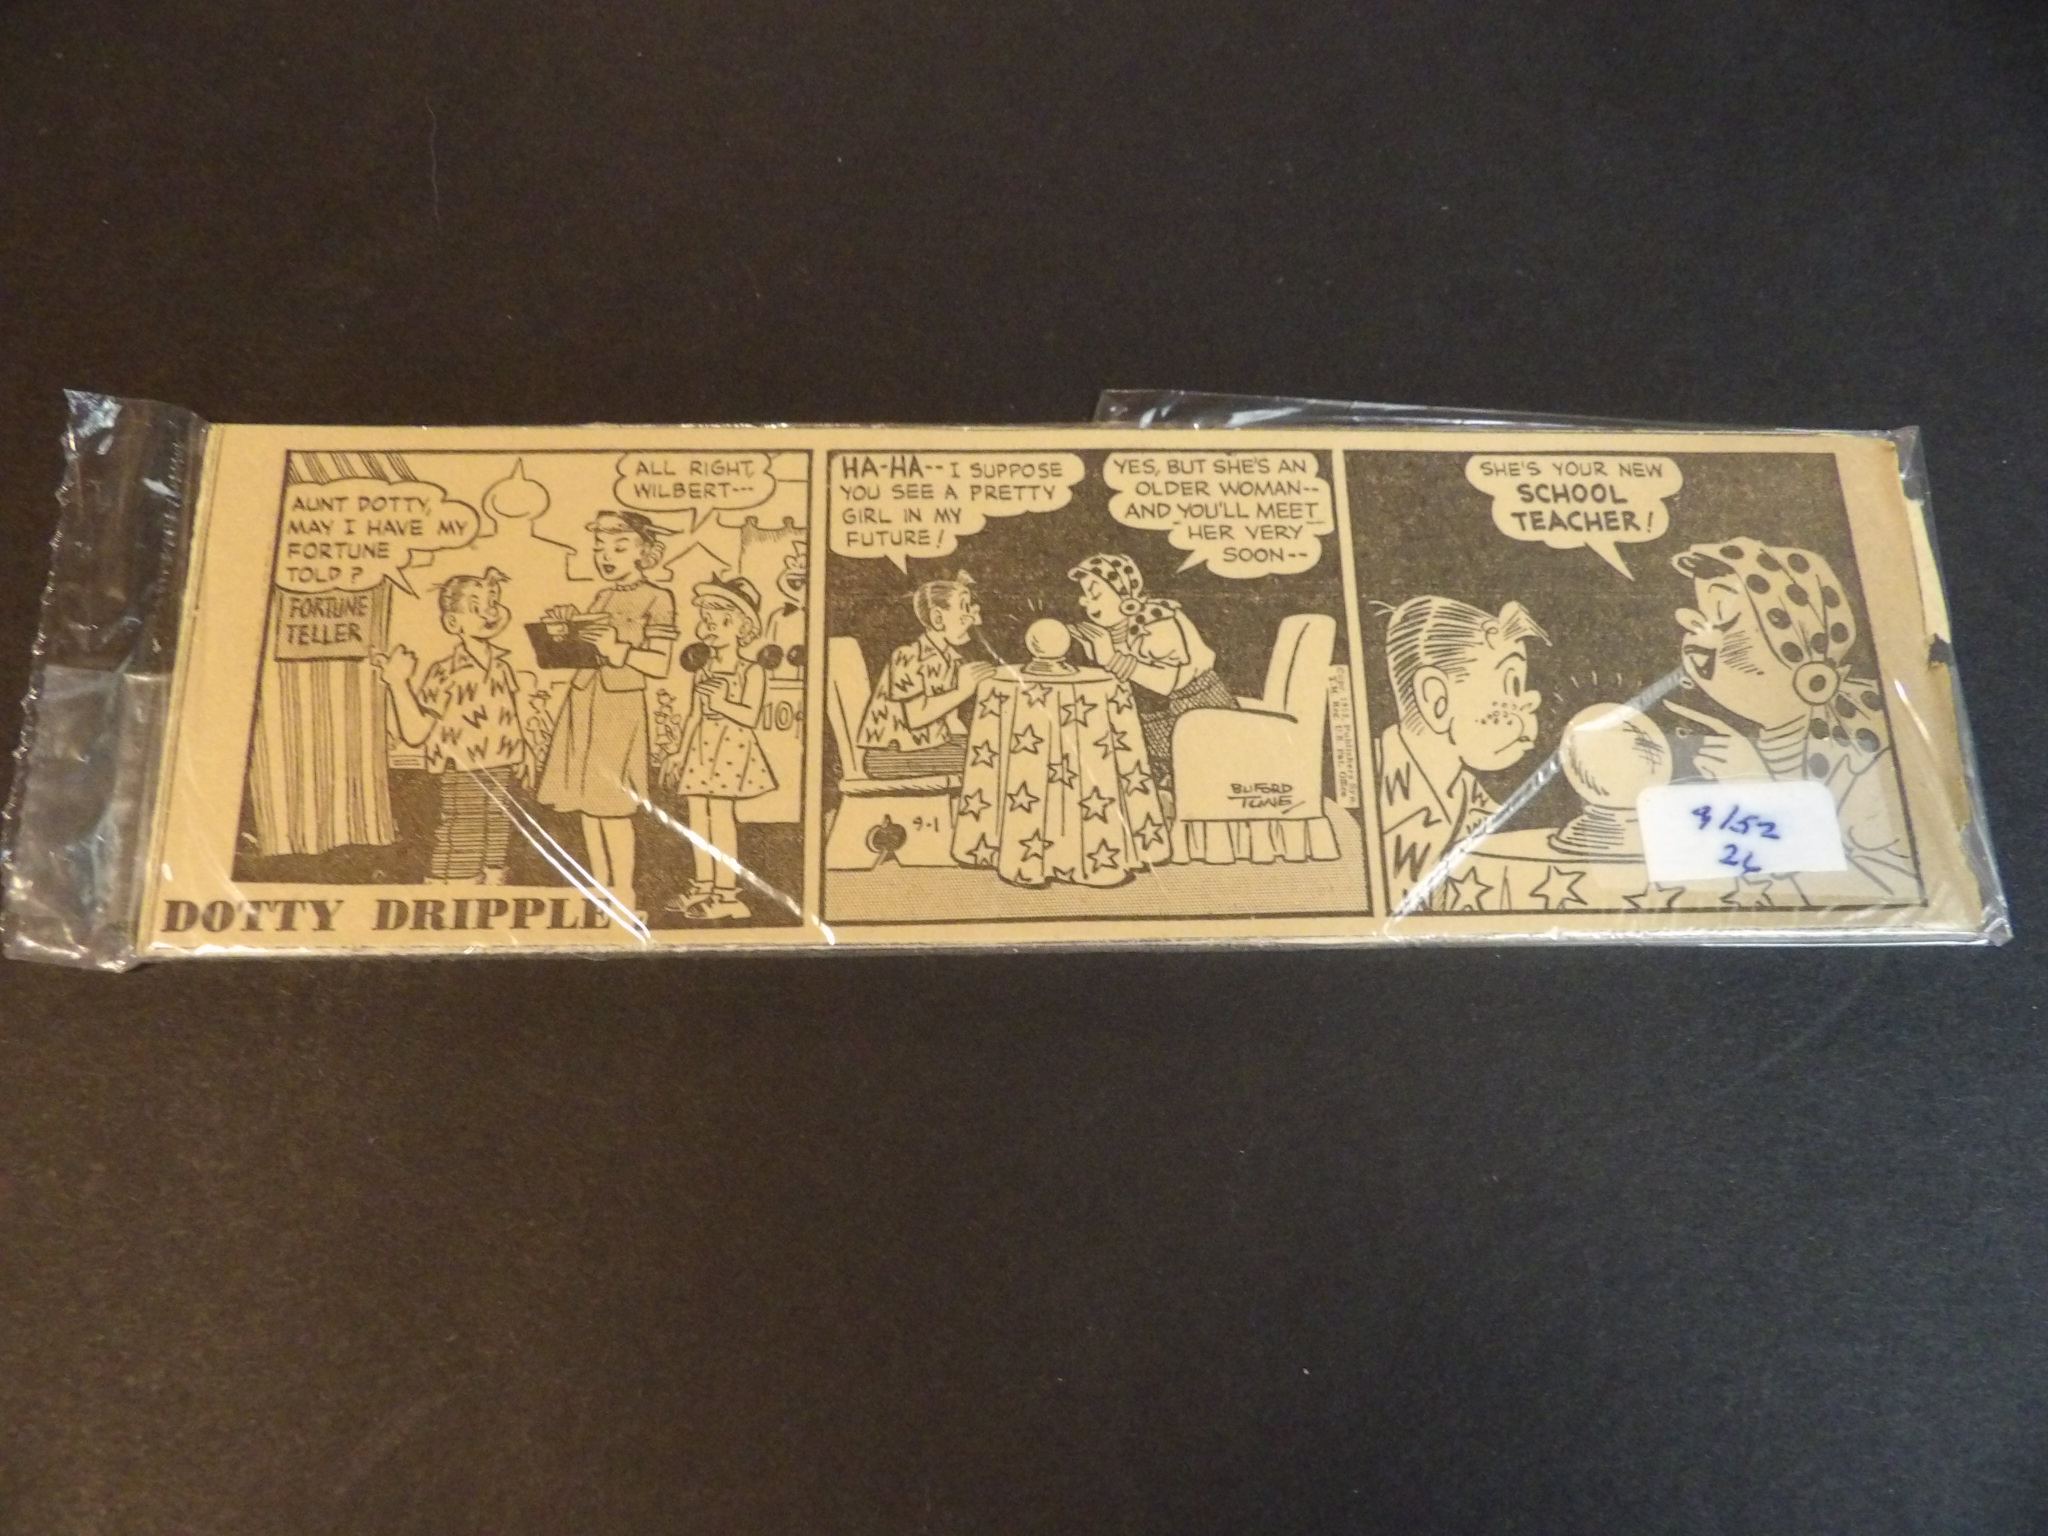 AUNT DOTTY,
MAY I HAVE MY
FORTUNE
TOLD?
ALL RIGHT,
WILBERT---
FORTUNE
TELLER
10¢
DOTTY DRIPPLE
HA-HA-- I SUPPOSE
YOU SEE A PRETTY
GIRL IN MY
FUTURE!
YES, BUT SHE'S AN
OLDER WOMAN--
AND YOU'LL MEET
HER VERY
SOON--
BUFORD
TUNE
9-1
SHE'S YOUR NEW
SCHOOL
TEACHER!
9/52
26